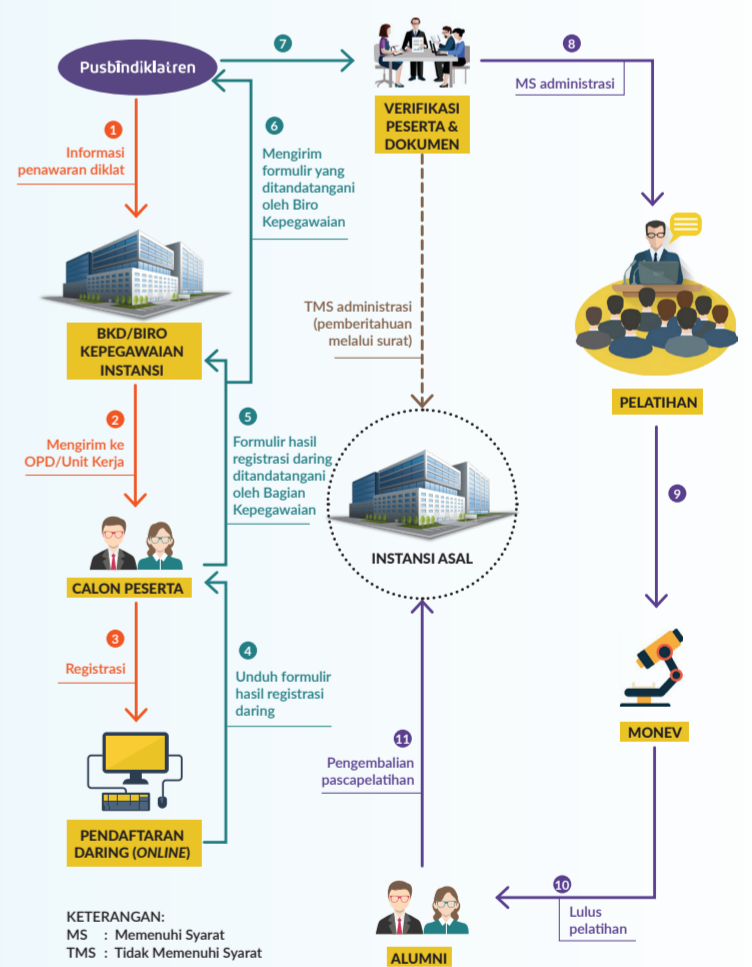 Pusbindiklatren
7
8
MS administrasi
VERIFIKASI
PESERTA &
DOKUMEN
1
Informasi
penawaran diklat
6
Mengirim
formulir yang
ditandatangani
oleh Biro
Kepegawaian
TMS administrasi
(pemberitahuan
melalui surat)
BKD/BIRO
KEPEGAWAIAN
INSTANSI
PELATIHAN
2
Mengirim ke
OPD/Unit Kerja
5
Formulir hasil
registrasi daring
ditandatangani
oleh Bagian
Kepegawaian
9
INSTANSI ASAL
CALON PESERTA
3
Registrasi
4
Unduh formulir
hasil registrasi
daring
MONEV
11
Pengembalian
pascapelatihan
PENDAFTARAN
DARING (ONLINE)
10
Lulus
pelatihan
ALUMNI
KETERANGAN:
MS : Memenuhi Syarat
TMS : Tidak Memenuhi Syarat